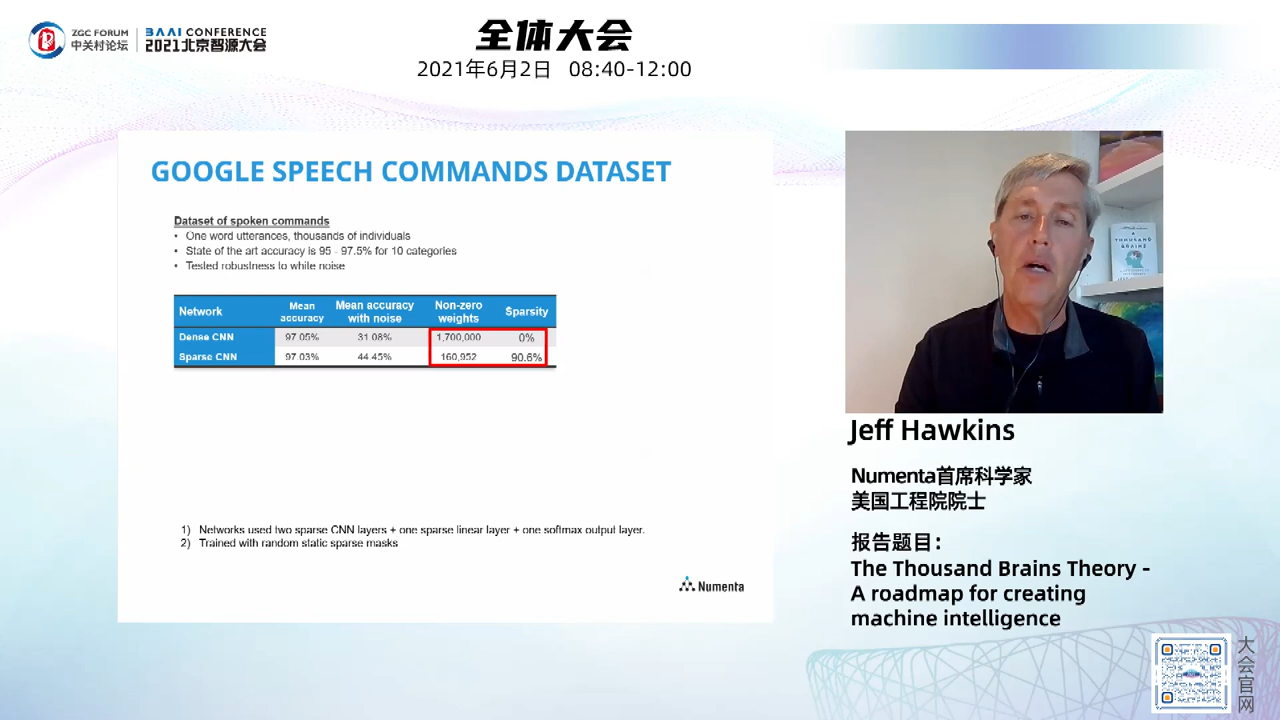 ZGC FORUM
中关村论坛
BAAI CONFERENCE
2021北京智源大会
全体大会
2021年6月2日 08:40-12:00
GOOGLE SPEECH COMMANDS DATASET
Dataset of spoken commands
• One word utterances, thousands of individuals
• State of the art accuracy is 95 - 97.5% for 10 categories
• Tested robustness to white noise
Network Mean accuracy Mean accuracy with noise Non-zero weights Sparsity
Dense CNN 97.05% 31.08% 1,700,000 0%
Sparse CNN 97.03% 44.45% 160,952 90.6%
1) Networks used two sparse CNN layers + one sparse linear layer + one softmax output layer.
2) Trained with random static sparse masks
Numenta
A
THOUSAND
BRAINS
Jeff Hawkins
Numenta首席科学家
美国工程院院士
报告题目：
The Thousand Brains Theory -
A roadmap for creating
machine intelligence
大会官网